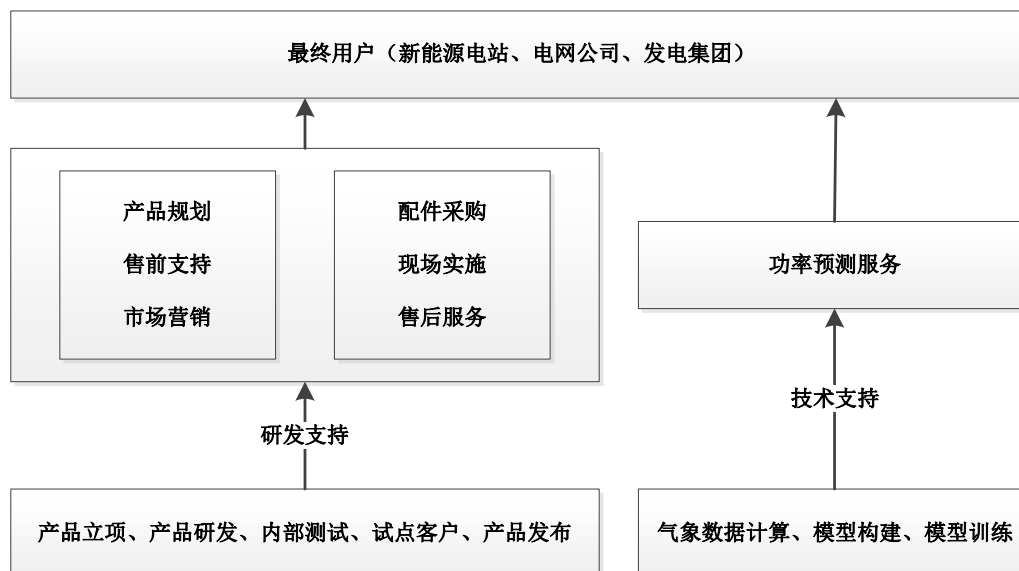 最终用户（新能源电站、电网公司、发电集团）
产品规划
售前支持
市场营销
配件采购
现场实施
售后服务
功率预测服务
研发支持
技术支持
产品立项、产品研发、内部测试、试点客户、产品发布
气象数据计算、模型构建、模型训练